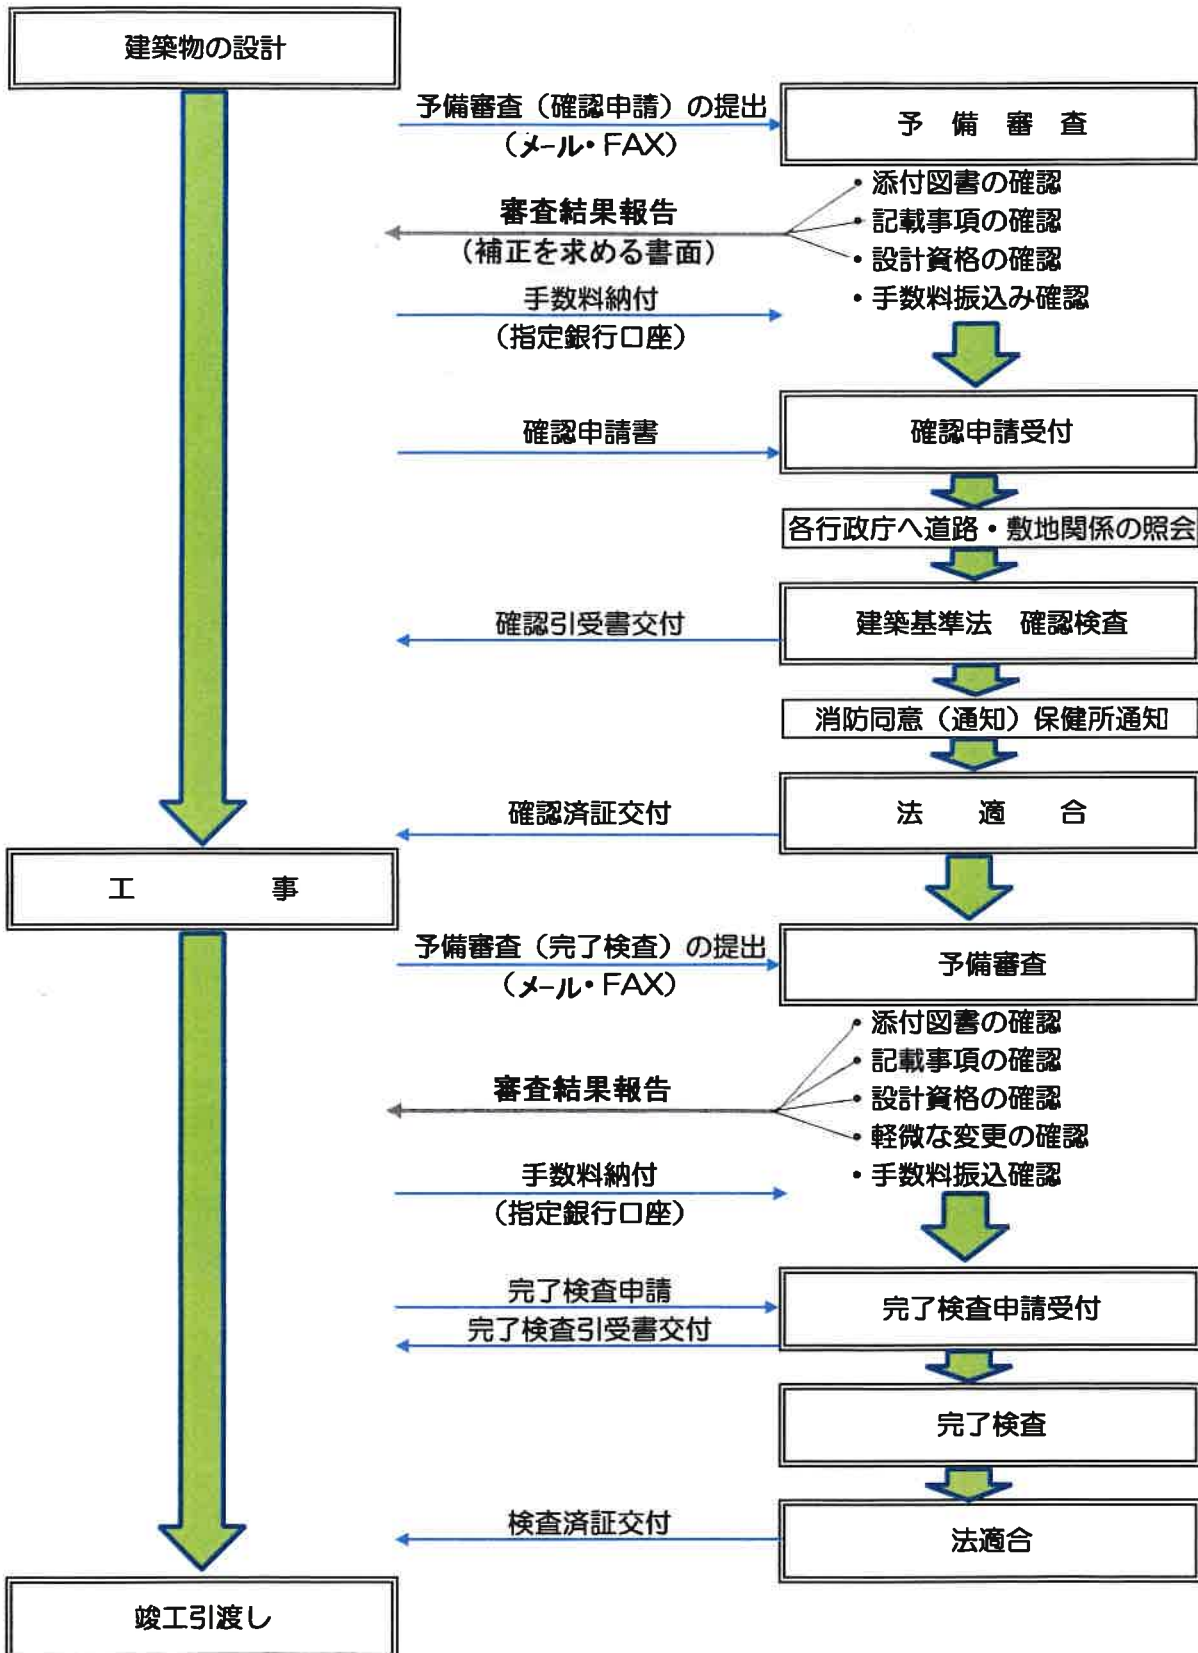 建築物の設計
予備審査（確認申請）の提出
（メール・FAX）
予 備 審 査
・添付図書の確認
・記載事項の確認
・設計資格の確認
・手数料振込み確認
審査結果報告
（補正を求める書面）
手数料納付
（指定銀行口座）
確認申請書
確認申請受付
各行政庁へ道路・敷地関係の照会
確認引受書交付
建築基準法 確認検査
消防同意（通知）保健所通知
確認済証交付
法 適 合
工 事
予備審査（完了検査）の提出
（メール・FAX）
予備審査
・添付図書の確認
・記載事項の確認
・設計資格の確認
・軽微な変更の確認
・手数料振込確認
審査結果報告
手数料納付
（指定銀行口座）
完了検査申請
完了検査引受書交付
完了検査申請受付
完了検査
検査済証交付
法適合
竣工引渡し